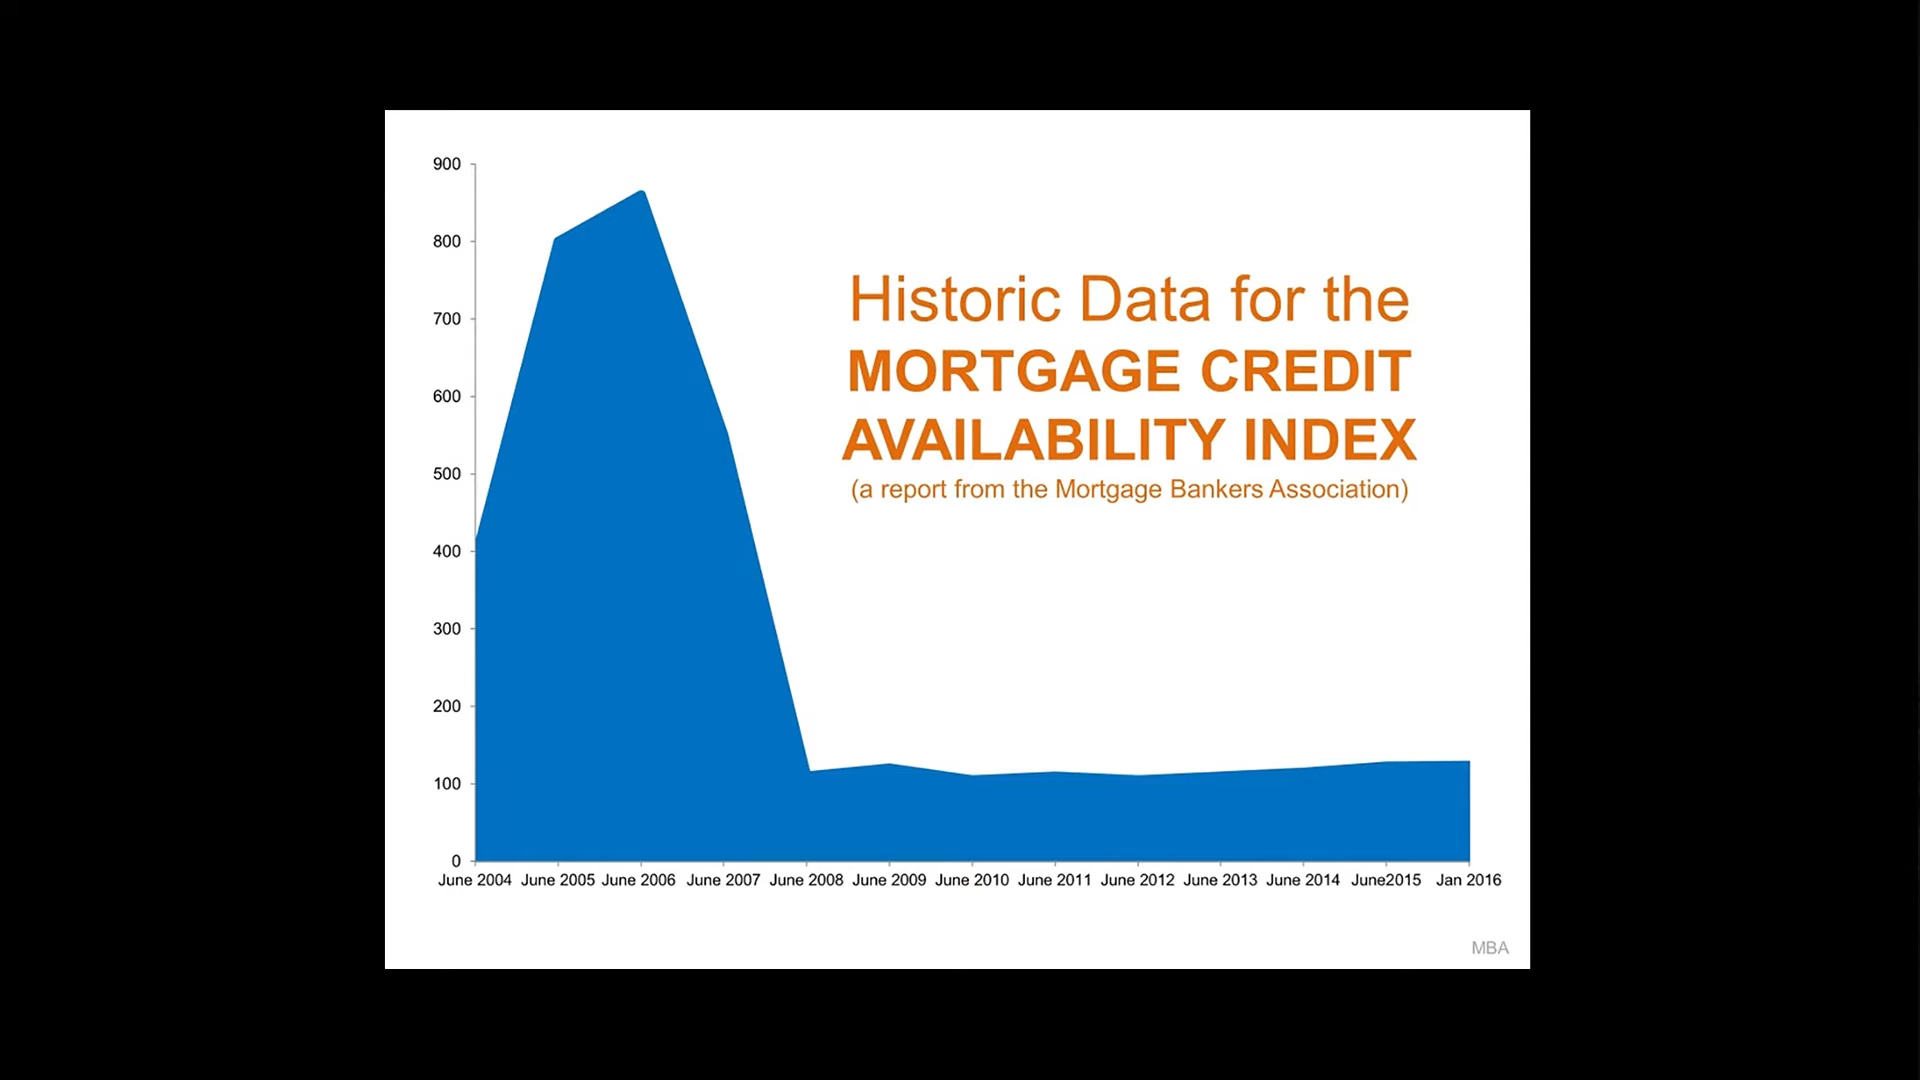 900
800
700
600
500
400
300
200
100
0
Historic Data for the
MORTGAGE CREDIT
AVAILABILITY INDEX
(a report from the Mortgage Bankers Association)
June 2004 June 2005 June 2006 June 2007 June 2008 June 2009 June 2010 June 2011 June 2012 June 2013 June 2014 June2015 Jan 2016
MBA